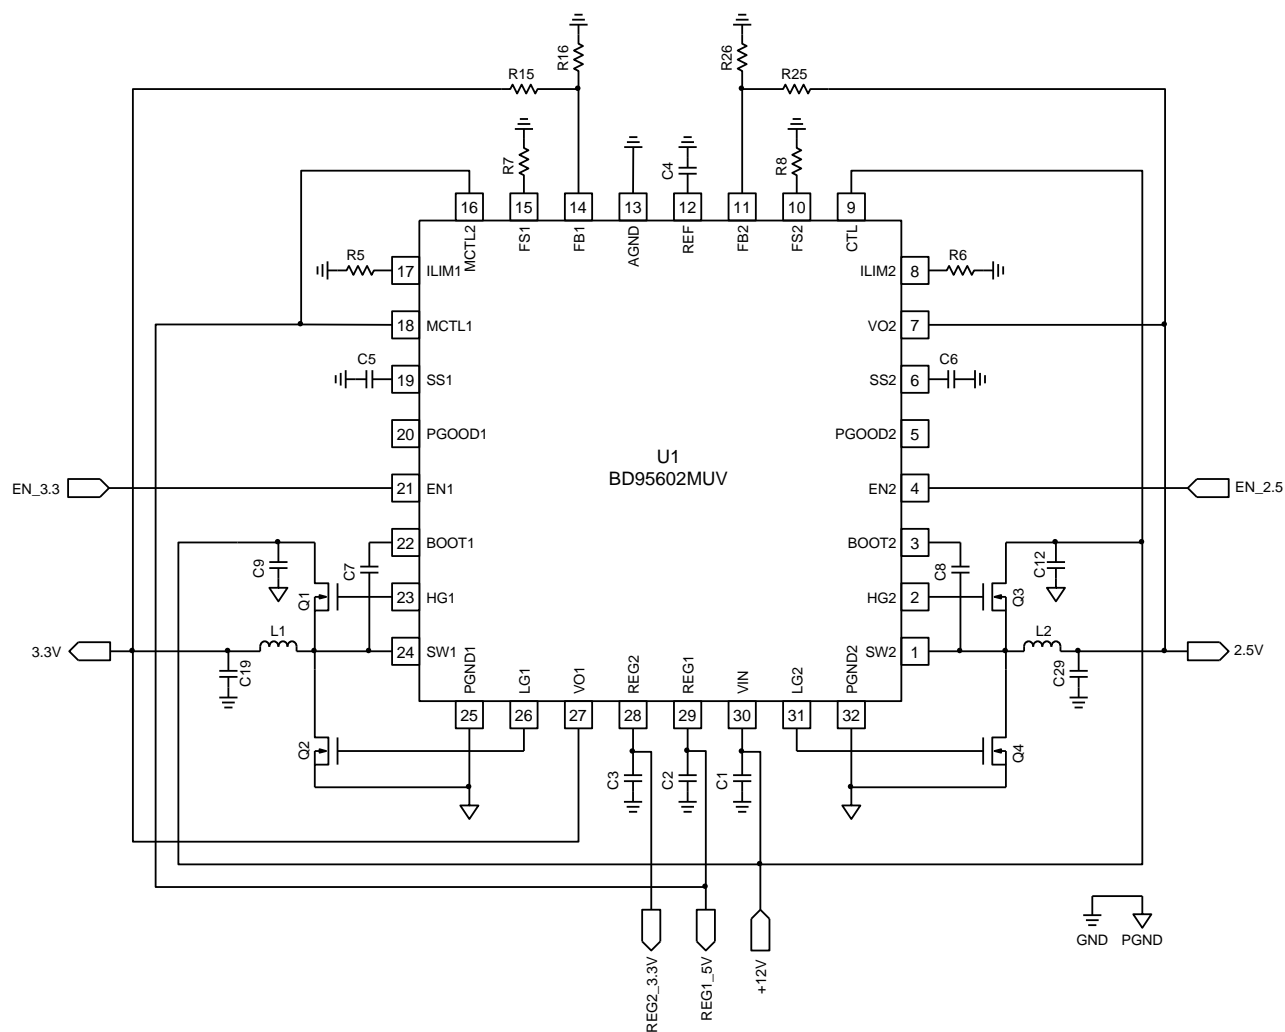 R16
R26
R15
R25
R7
C4
R8
16
15
14
13
12
11
10
9
MCTL2
FS1
FB1
AGND
REF
FB2
FS2
CTL
R5
17
ILIM1
ILIM2
8
R6
18
MCTL1
VO2
7
C5
19
SS1
SS2
6
C6
20
PGOOD1
PGOOD2
5
U1
BD95602MUV
EN_3.3
21
EN1
EN2
4
EN_2.5
22
BOOT1
BOOT2
3
C9
C7
C8
C12
Q1
23
HG1
HG2
2
Q3
3.3V
L1
24
SW1
SW2
1
L2
2.5V
C19
C29
PGND1
LG1
VO1
REG2
REG1
VIN
LG2
PGND2
25
26
27
28
29
30
31
32
Q2
C3
C2
C1
Q4
REG2_3.3V
REG1_5V
+12V
GND
PGND